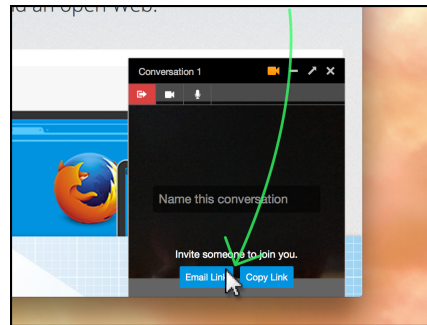 an open Web.
Conversation 1
Name this conversation
Invite someone to join you.
Email Link
Copy Link